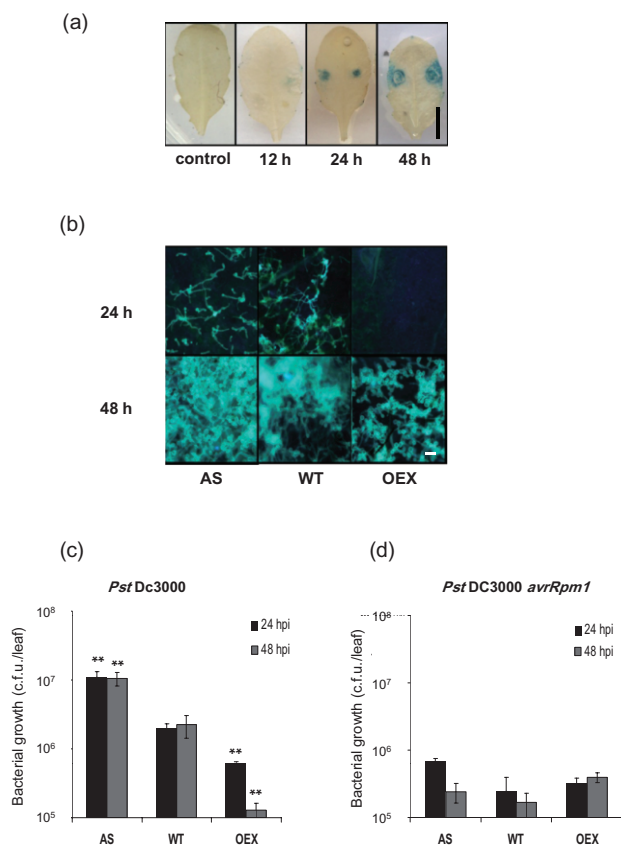 (a)
control 12 h 24 h 48 h
(b)
24 h
48 h
AS WT OEX
(c)
Pst Dc3000
Bacterial growth (c.f.u./leaf)
10⁸
10⁷
10⁶
10⁵
24 hpi
48 hpi
** **
**
**
AS WT OEX
(d)
Pst DC3000 avrRpm1
Bacterial growth (c.f.u./leaf)
10⁸
10⁷
10⁶
10⁵
24 hpi
48 hpi
AS WT OEX